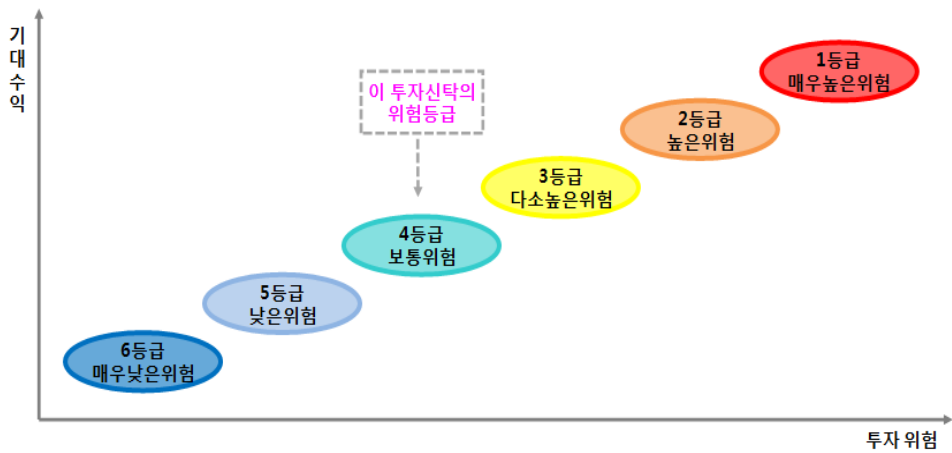 기대수익
1등급
매우높은위험
이 투자신탁의
위험등급
2등급
높은위험
3등급
다소높은위험
4등급
보통위험
5등급
낮은위험
6등급
매우낮은위험
투자 위험